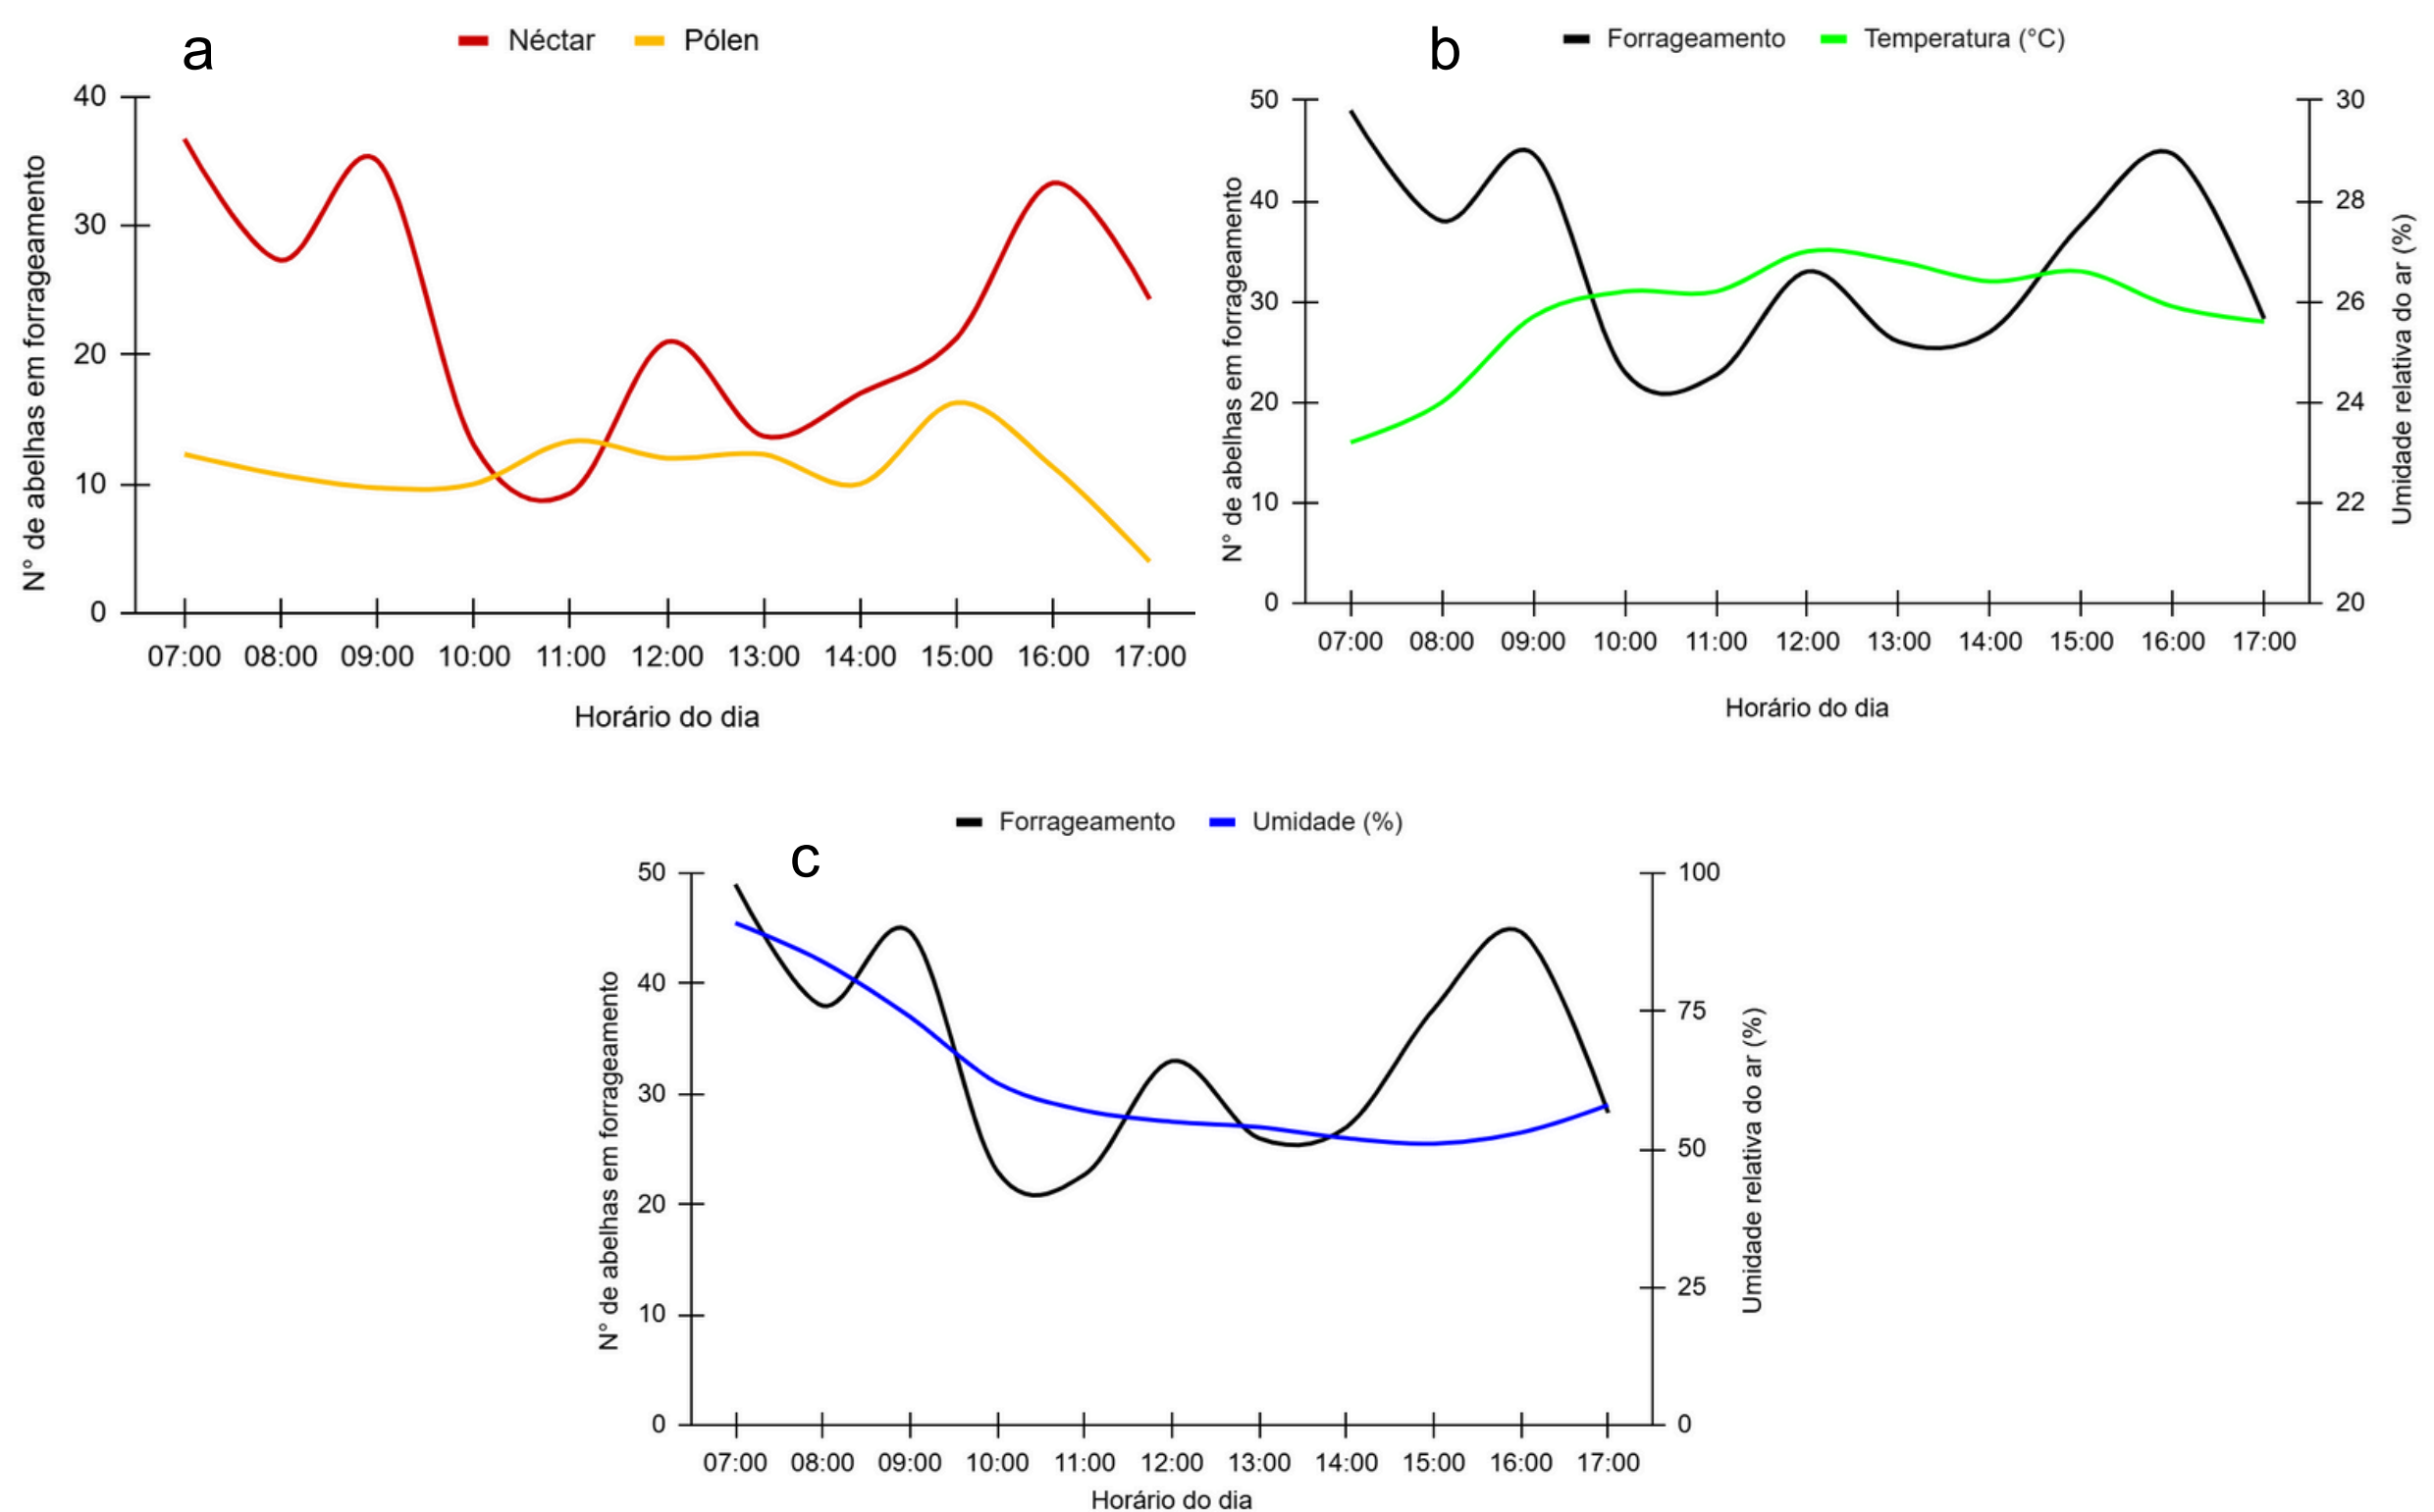 a
Néctar Pólen
40
30
20
10
0
N° de abelhas em forrageamento
07:00 08:00 09:00 10:00 11:00 12:00 13:00 14:00 15:00 16:00 17:00
Horário do dia
b
Forrageamento Temperatura (°C)
50
40
30
20
10
0
N° de abelhas em forrageamento
30
28
26
24
22
20
Umidade relativa do ar (%)
07:00 08:00 09:00 10:00 11:00 12:00 13:00 14:00 15:00 16:00 17:00
Horário do dia
Forrageamento Umidade (%)
c
50
40
30
20
10
0
N° de abelhas em forrageamento
100
75
50
25
0
Umidade relativa do ar (%)
07:00 08:00 09:00 10:00 11:00 12:00 13:00 14:00 15:00 16:00 17:00
Horário do dia